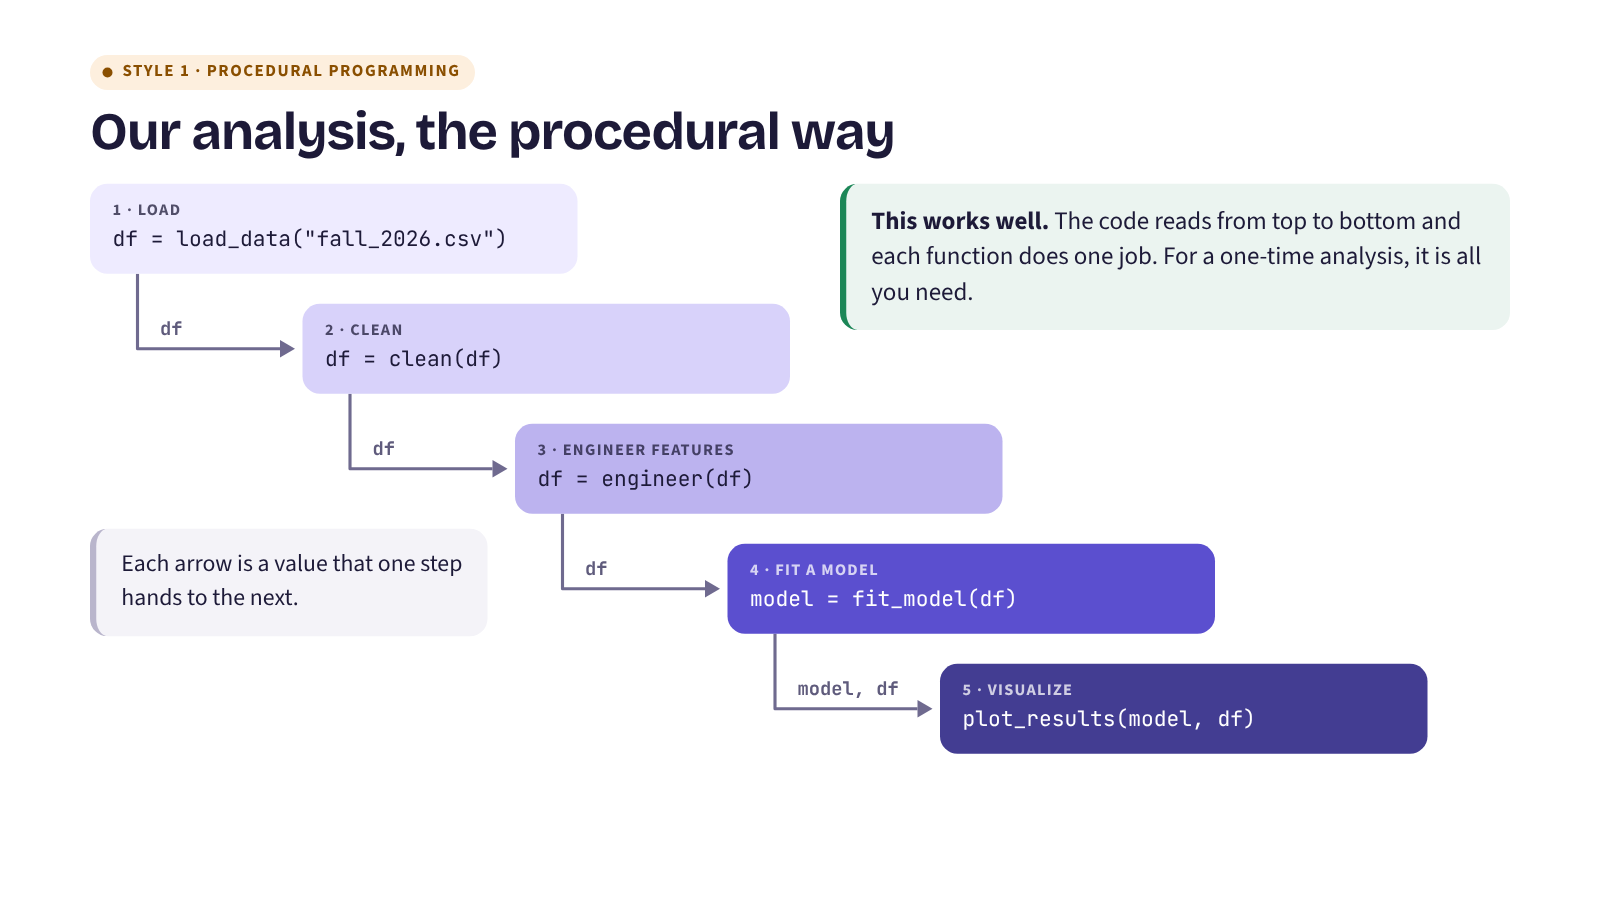 STYLE 1 · PROCEDURAL PROGRAMMING
Our analysis, the procedural way
1 · LOAD
df = load_data("fall_2026.csv")
This works well. The code reads from top to bottom and
each function does one job. For a one-time analysis, it is all
you need.
df
2 · CLEAN
df = clean(df)
df
3 · ENGINEER FEATURES
df = engineer(df)
Each arrow is a value that one step
hands to the next.
df
4 · FIT A MODEL
model = fit_model(df)
model, df
5 · VISUALIZE
plot_results(model, df)